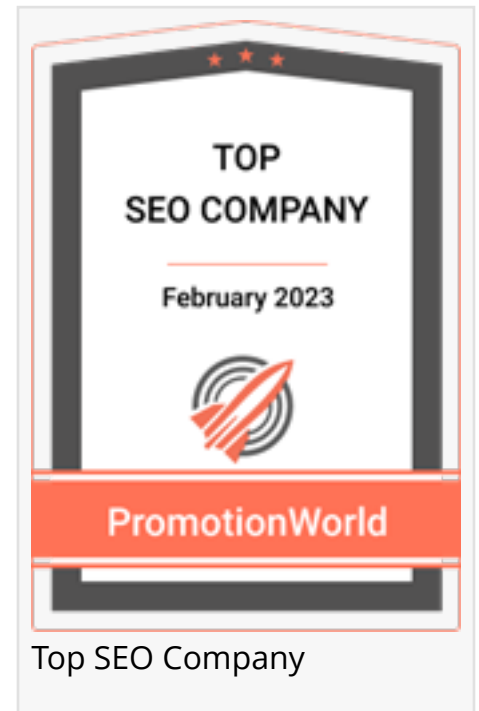 TOP
SEO COMPANY
February 2023
PromotionWorld
Top SEO Company